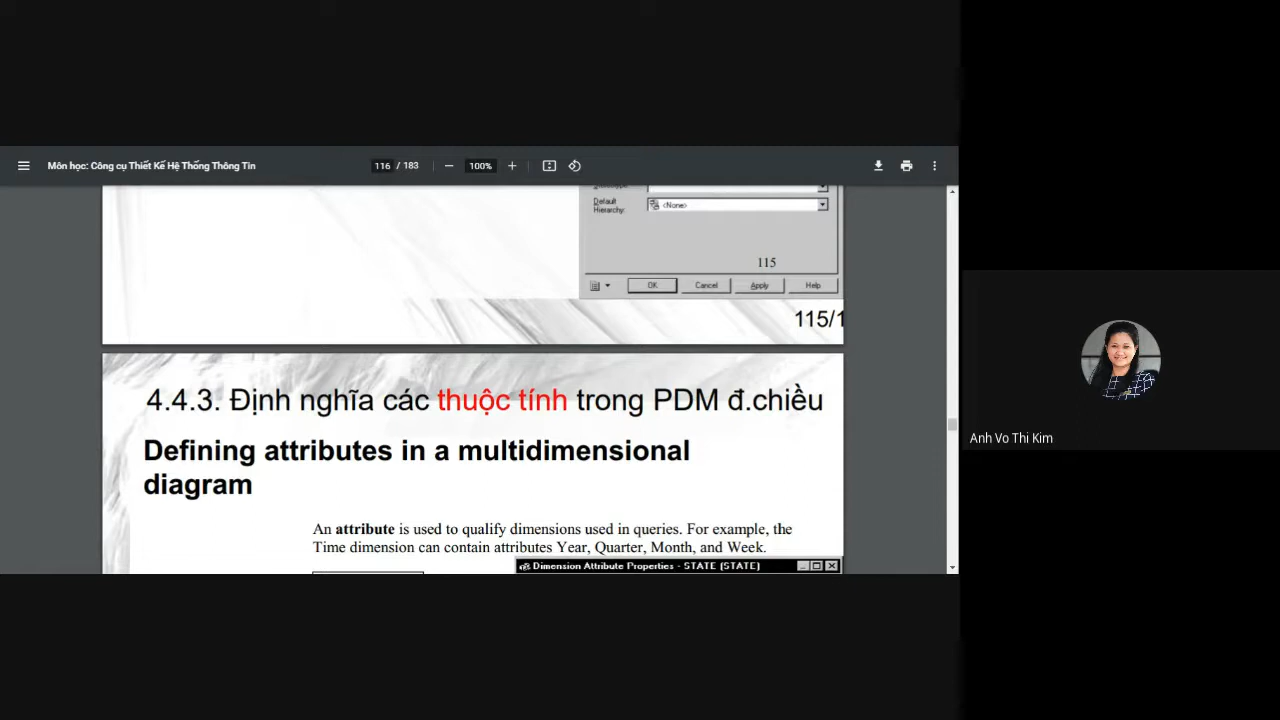 Môn học: Công cụ Thiết Kế Hệ Thống Thông Tin
116 / 183
100%
Default
Hierarchy:
<None>
115
OK
Cancel
Apply
Help
115/1
4.4.3. Định nghĩa các thuộc tính trong PDM đ.chiều
Defining attributes in a multidimensional
diagram
An attribute is used to qualify dimensions used in queries. For example, the
Time dimension can contain attributes Year, Quarter, Month, and Week.
Dimension Attribute Properties - STATE (STATE)
Anh Vo Thi Kim